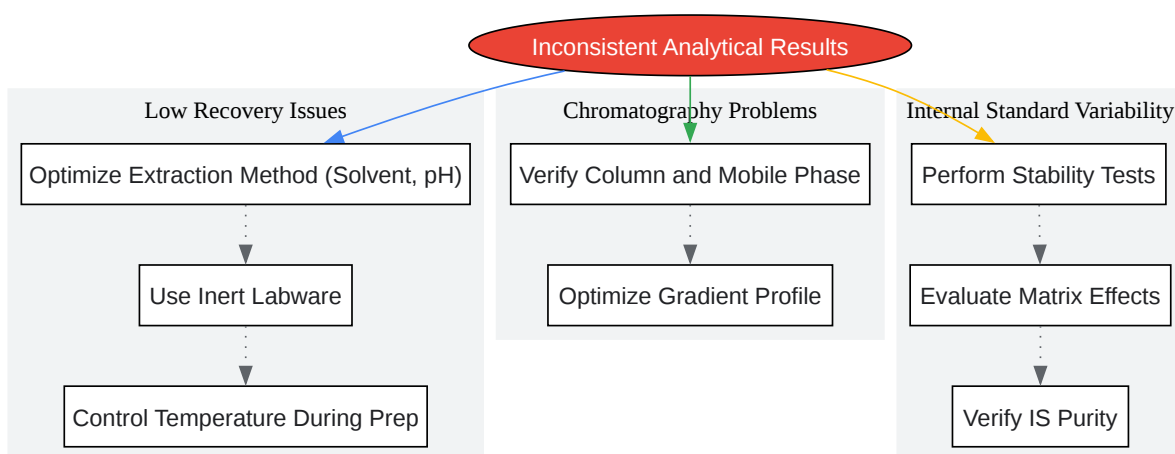 Inconsistent Analytical Results
Low Recovery Issues
Optimize Extraction Method (Solvent, pH)
Use Inert Labware
Control Temperature During Prep
Chromatography Problems
Verify Column and Mobile Phase
Optimize Gradient Profile
Internal Standard Variability
Perform Stability Tests
Evaluate Matrix Effects
Verify IS Purity